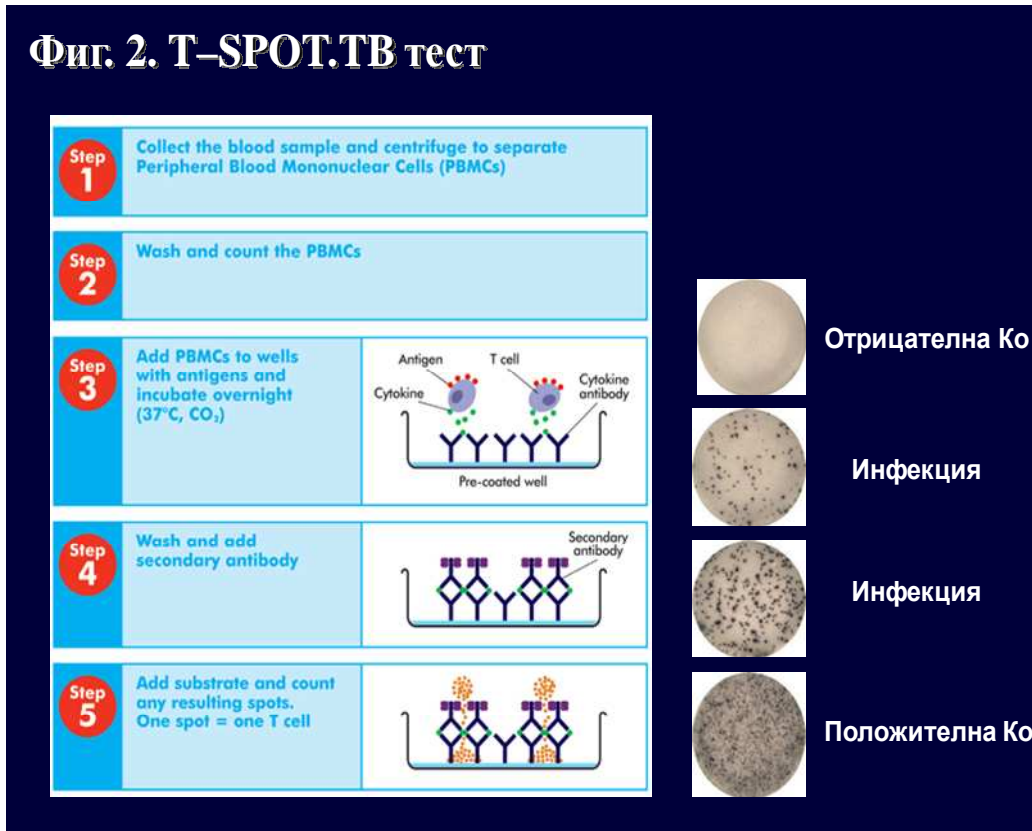 Фиг. 2. T–SPOT.TB тест
Step
1
Collect the blood sample and centrifuge to separate
Peripheral Blood Mononuclear Cells (PBMCs)
Step
2
Wash and count the PBMCs
Step
3
Add PBMCs to wells
with antigens and
incubate overnight
(37°C, CO₂)
Antigen
T cell
Cytokine
Cytokine
antibody
Pre-coated well
Step
4
Wash and add
secondary antibody
Secondary
antibody
Step
5
Add substrate and count
any resulting spots.
One spot = one T cell
Отрицателна Ко
Инфекция
Инфекция
Положителна Ко